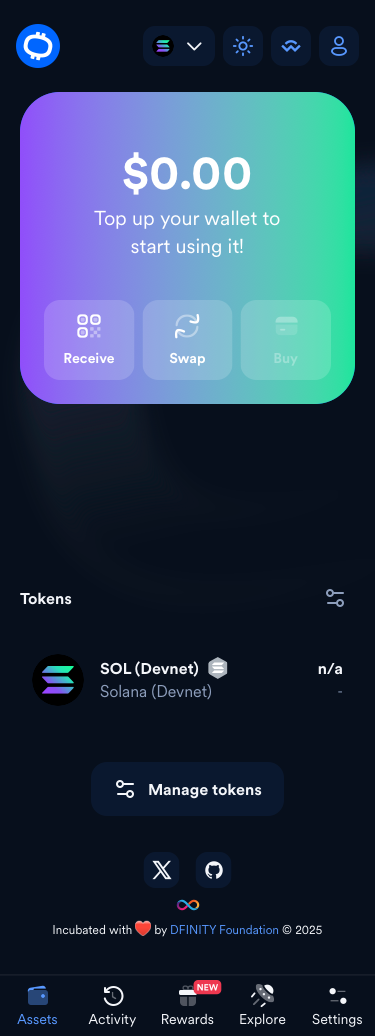 $0.00
Top up your wallet to
start using it!
Receive
Swap
Buy
Tokens
SOL (Devnet)
n/a
Solana (Devnet)
-
Manage tokens
Incubated with ❤️ by DFINITY Foundation © 2025
NEW
Assets
Activity
Rewards
Explore
Settings